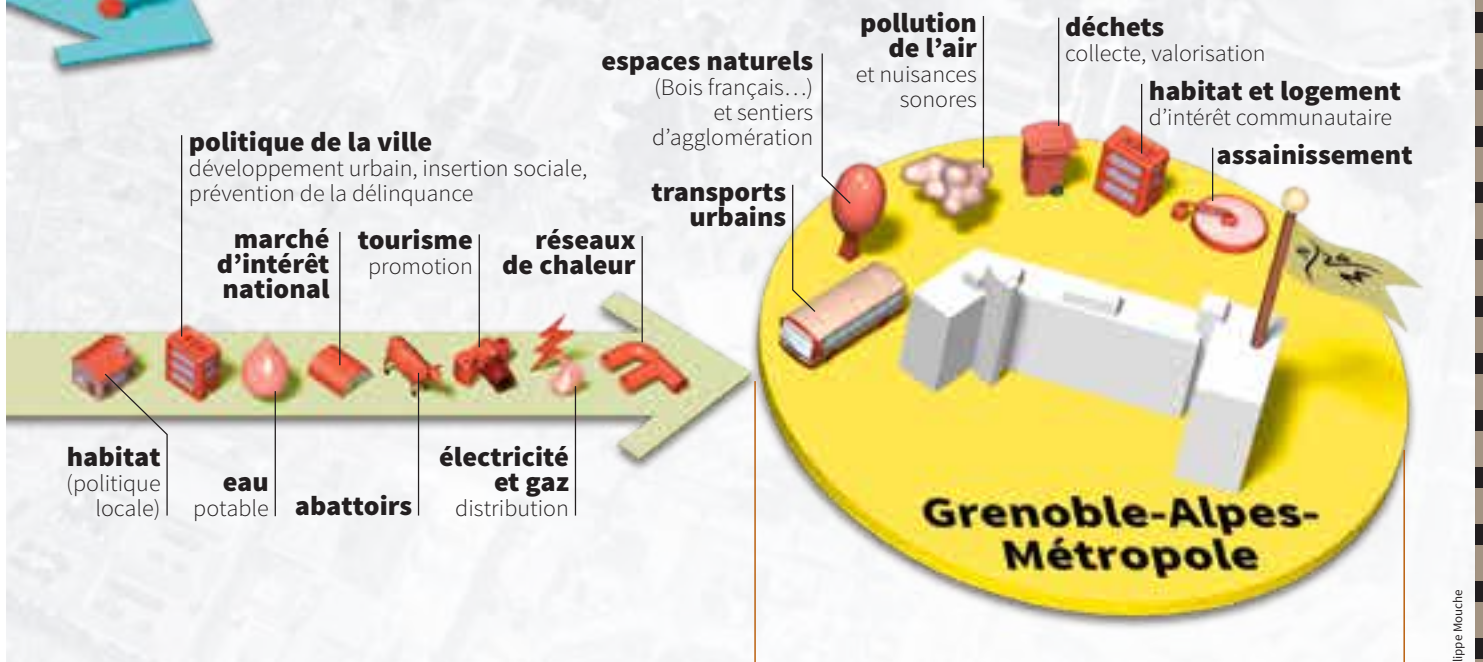 politique de la ville
développement urbain, insertion sociale,
prévention de la délinquance
marché
d’intérêt
national
tourisme
promotion
réseaux
de chaleur
habitat
(politique
locale)
eau
potable
abattoirs
électricité
et gaz
distribution
espaces naturels
(Bois français…)
et sentiers
d’agglomération
transports
urbains
pollution
de l’air
et nuisances
sonores
déchets
collecte, valorisation
habitat et logement
d’intérêt communautaire
assainissement
Grenoble-Alpes-
Métropole
Mouche